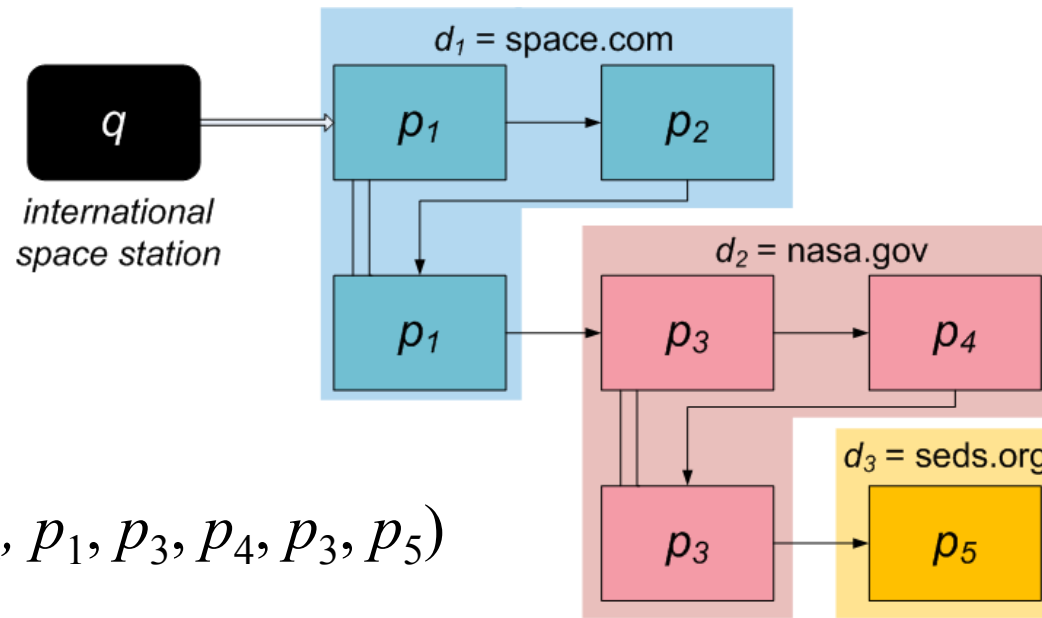 d₁ = space.com
q
p₁
p₂
international
space station
d₂ = nasa.gov
p₁
p₃
p₄
d₃ = seds.org
, p₁, p₃, p₄, p₃, p₅)
p₃
p₅